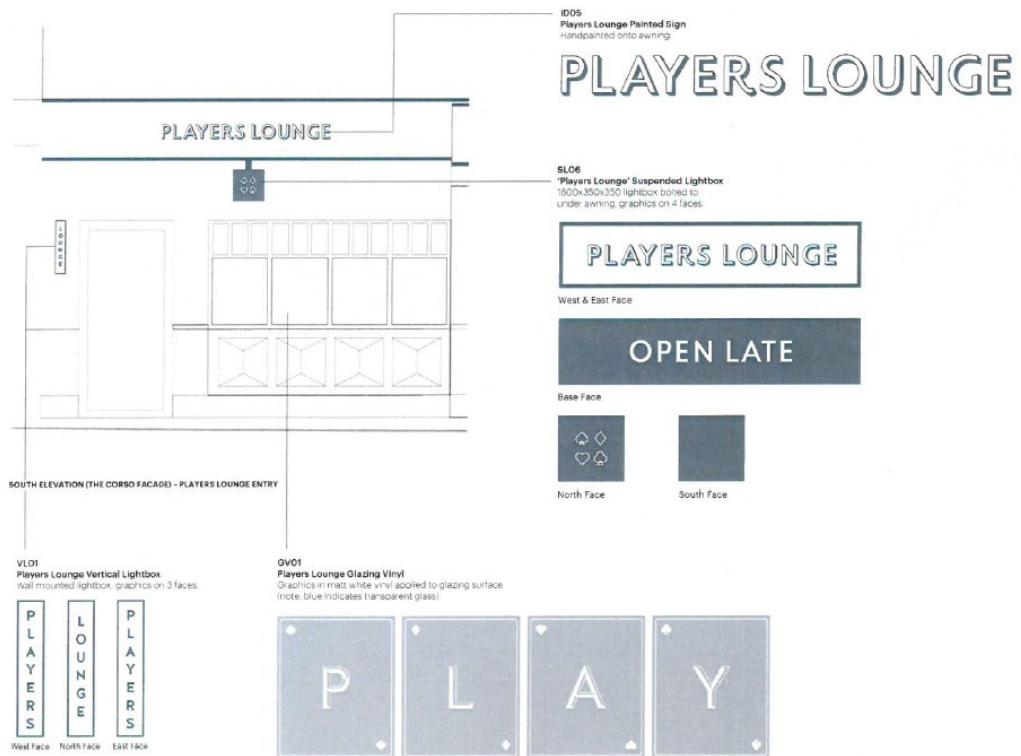 ID05
Players Lounge Painted Sign
Handpainted onto awning.
PLAYERS LOUNGE
PLAYERS LOUNGE
SL06
'Players Lounge' Suspended Lightbox
1600x350x350 lightbox bolted to
under awning, graphics on 4 faces.
PLAYERS LOUNGE
West & East Face
OPEN LATE
Base Face
North Face
South Face
LOUNGE
SOUTH ELEVATION (THE CORSO FACADE) - PLAYERS LOUNGE ENTRY
VL01
Players Lounge Vertical Lightbox
Wall mounted lightbox, graphics on 3 faces.
PLAYERS
LOUNGE
PLAYERS
West Face
North Face
East Face
GV01
Players Lounge Glazing Vinyl
Graphics in matt white vinyl applied to glazing surface
(note: blue indicates transparent glass)
P L A Y